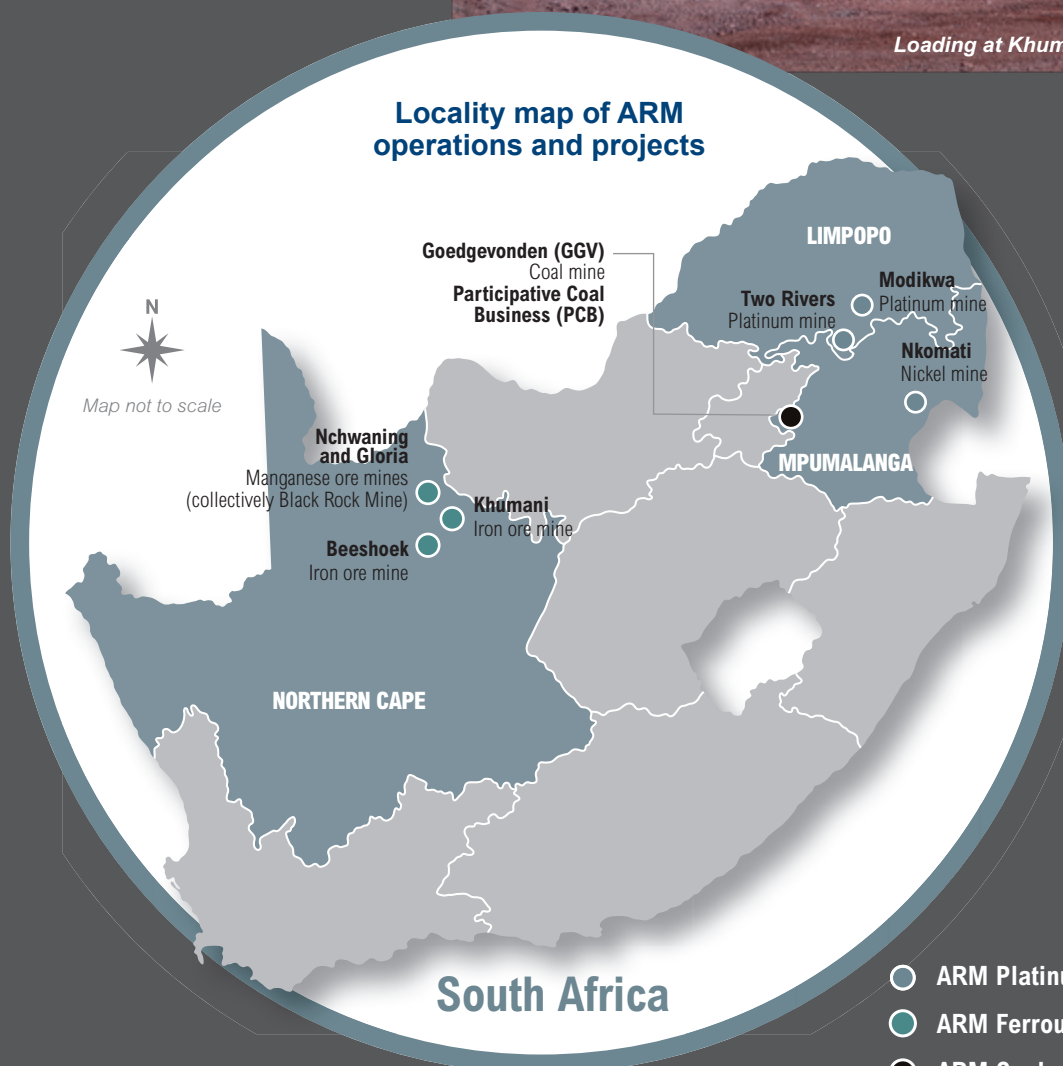 Loading at
Locality map of ARM
operations and projects
LIMPOPO
Goedgevonden (GGV)
Coal mine
Participative Coal
Business (PCB)
Modikwa
Platinum mine
Two Rivers
Platinum mine
Nkomati
Nickel mine
N
Map not to scale
MPUMALANGA
Nchwaning
and Gloria
Manganese ore mines
(collectively Black Rock Mine)
Khumani
Iron ore mine
Beeshoek
Iron ore mine
NORTHERN CAPE
South Africa
ARM
ARM
ARM